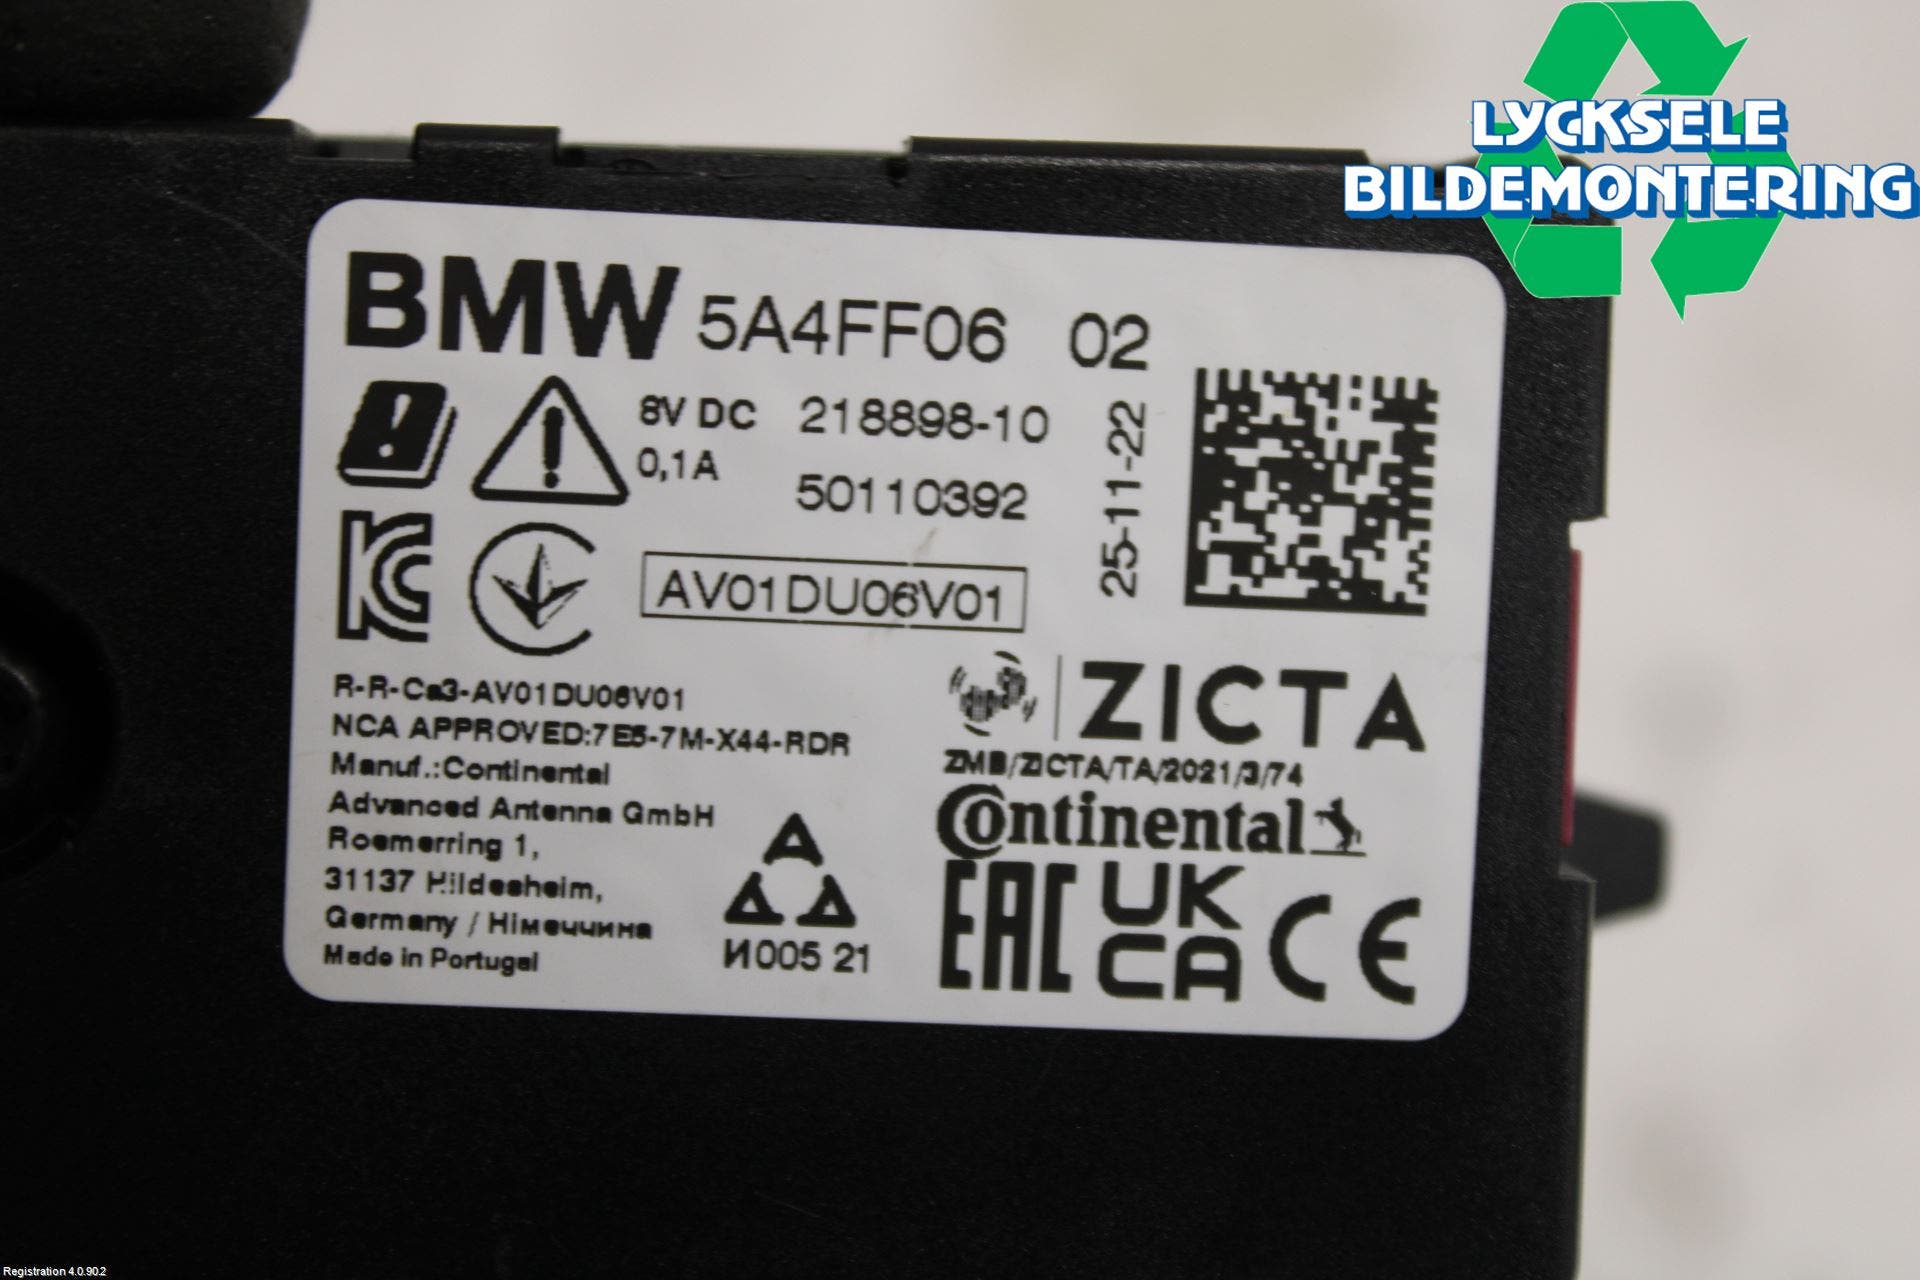 LYCKSELE
BILDEMONTERING
BMW 5A4FF06 02
8V DC 218898-10
0,1A
50110392
25-11-22
AV01DU06V01
R-R-Ca3-AV01DU06V01
NCA APPROVED:7E5-7M-X44-RDR
Manuf.:Continental
Advanced Antenna GmbH
Roemerring 1,
31137 Hildesheim,
Germany / Німеччина
Made in Portugal
И005 21
ZICTA
ZMB/ZICTA/TA/2021/3/74
Continental
EAC
UK
CA
CE
Registration 4.0.90.2